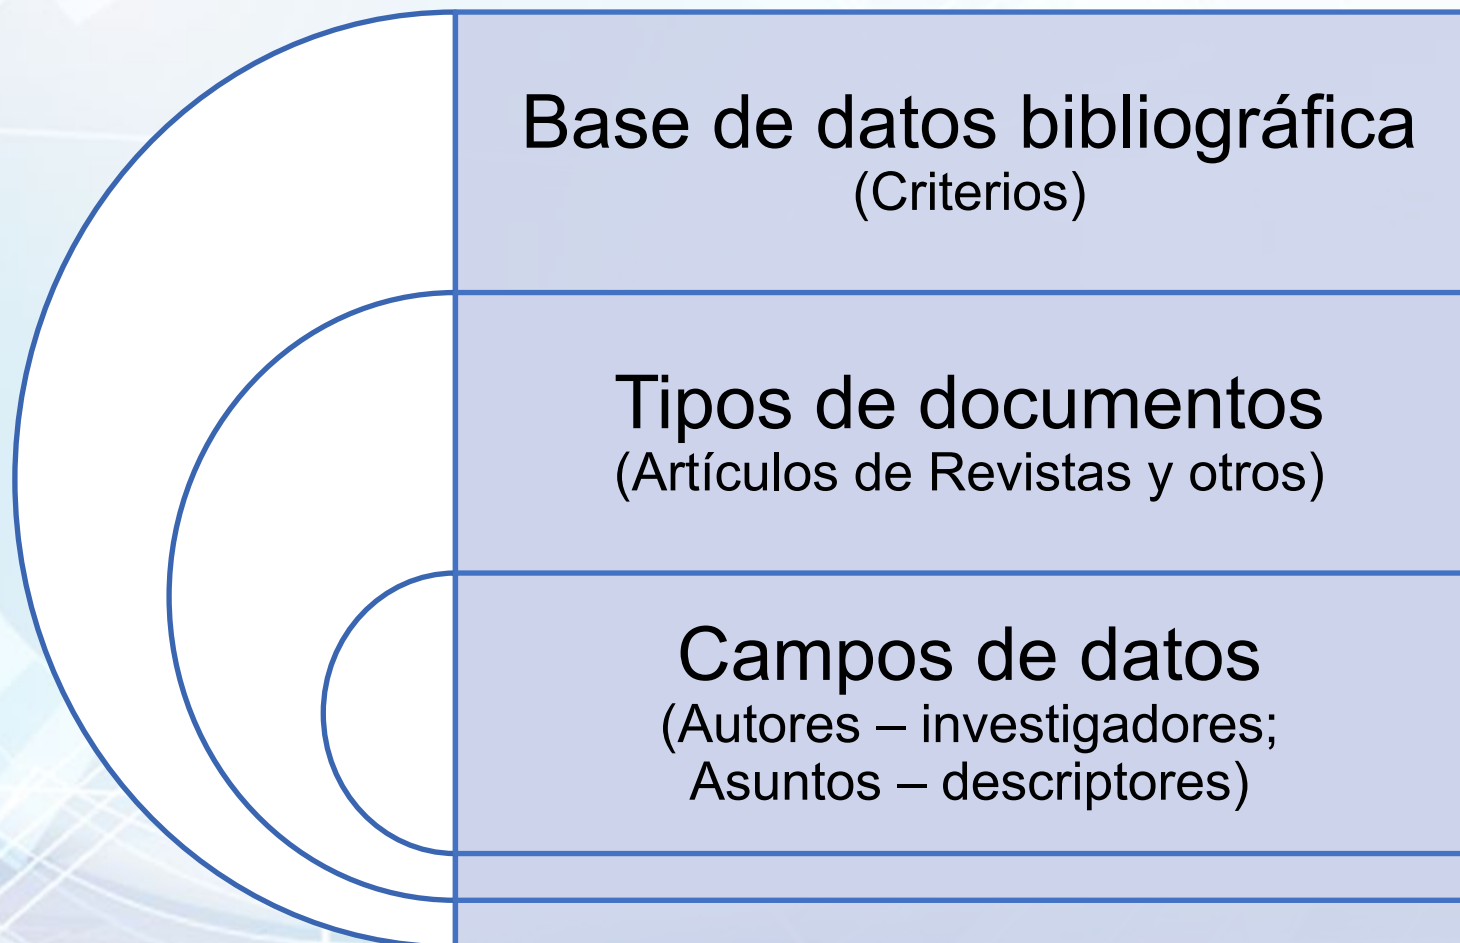 Base de datos bibliográfica
(Criterios)
Tipos de documentos
(Artículos de Revistas y otros)
Campos de datos
(Autores – investigadores;
Asuntos – descriptores)